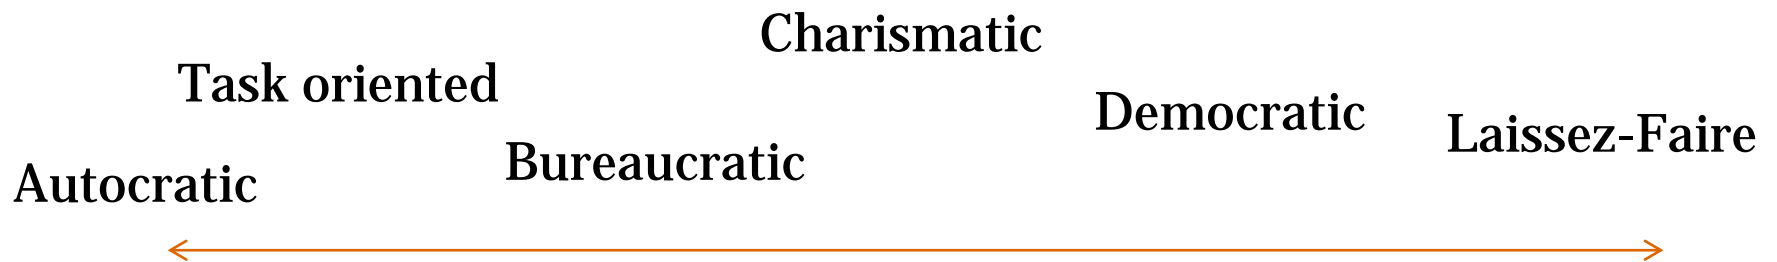 Charismatic
Task oriented
Democratic
Laissez-Faire
Bureaucratic
Autocratic